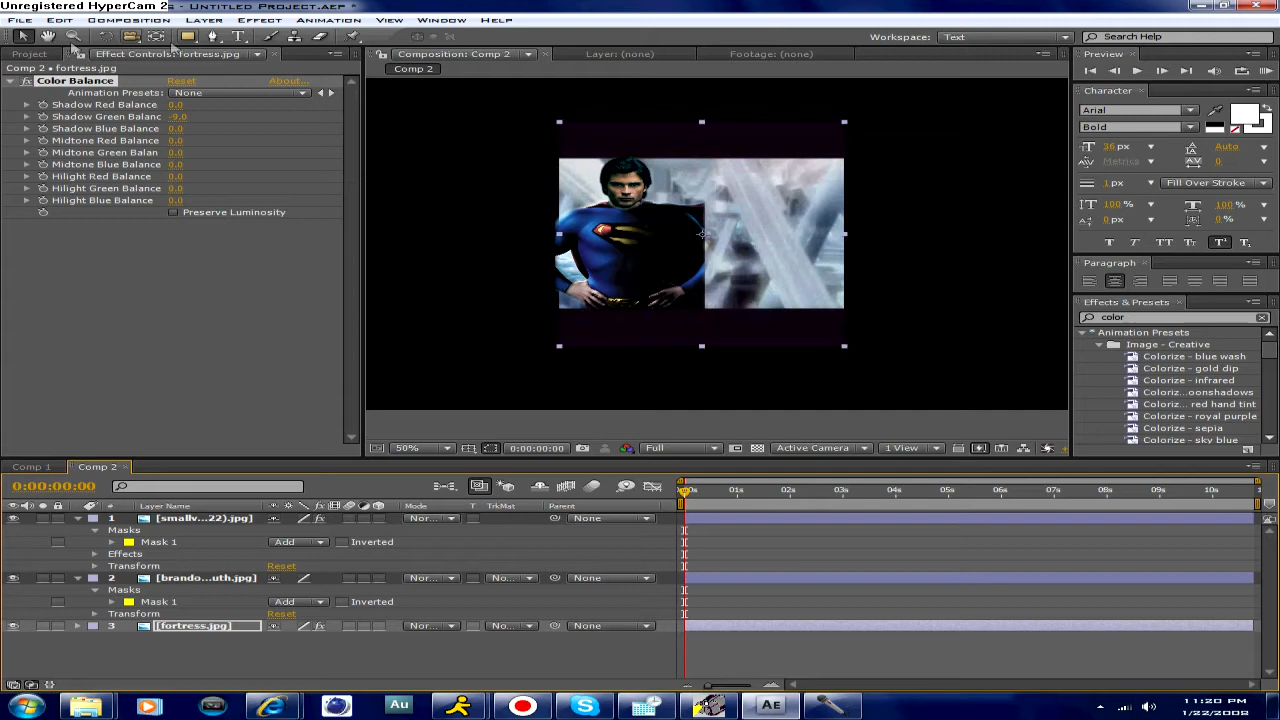 Unregistered HyperCam 2 - Untitled Project.aep *
File Edit Composition Layer Effect Animation View Window Help
Workspace: Text Search Help
Project Effect Controls: fortress.jpg Composition: Comp 2 Layer: (none) Footage: (none) Preview
Comp 2 • fortress.jpg
Comp 2
Color Balance Reset About...
Animation Presets: None
Shadow Red Balance 0.0
Shadow Green Balanc -9.0
Shadow Blue Balance 0.0
Midtone Red Balance 0.0
Midtone Green Balan 0.0
Midtone Blue Balance 0.0
Hilight Red Balance 0.0
Hilight Green Balance 0.0
Hilight Blue Balance 0.0
Preserve Luminosity
Character
Arial
Bold
36 px Auto
Metrics 0
1 px Fill Over Stroke
100 % 100 %
0 px 0 %
T T TT Tt T¹ T₁
Paragraph
Effects & Presets
color
Animation Presets
Image - Creative
Colorize - blue wash
Colorize - gold dip
Colorize - infrared
Coloriz...oonshadows
Coloriz... red hand tint
Colorize - royal purple
Colorize - sepia
Colorize - sky blue
50% 0:00:00:00 Full Active Camera 1 View
Comp 1 Comp 2
0:00:00:00
01s 02s 03s 04s 05s 06s 07s 08s 09s 10s
# Layer Name Mode T TrkMat Parent
1 [smallv...22).jpg] Nor... None
Masks
Mask 1 Add Inverted
Effects
Transform Reset
2 [brando...uth.jpg] Nor... No... None
Masks
Mask 1 Add Inverted
Transform Reset
3 [fortress.jpg] Nor... No... None
Au Ae
11:20 PM
1/22/2008